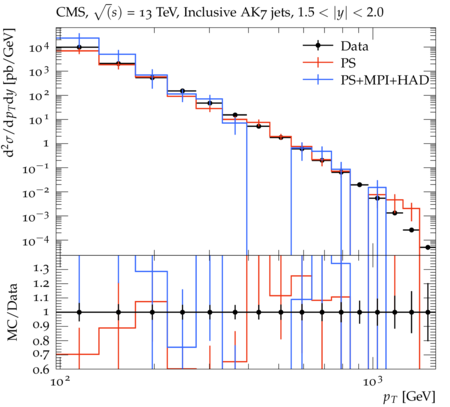 CMS, √(s) = 13 TeV, Inclusive AK7 jets, 1.5 < |y| < 2.0
d²σ/dp_T dy [pb/GeV]
10⁴
10³
10²
10¹
1
10⁻¹
10⁻²
10⁻³
10⁻⁴
Data
PS
PS+MPI+HAD
MC/Data
1.3
1.2
1.1
1
0.9
0.8
0.7
0.6
10²
10³
p_T [GeV]